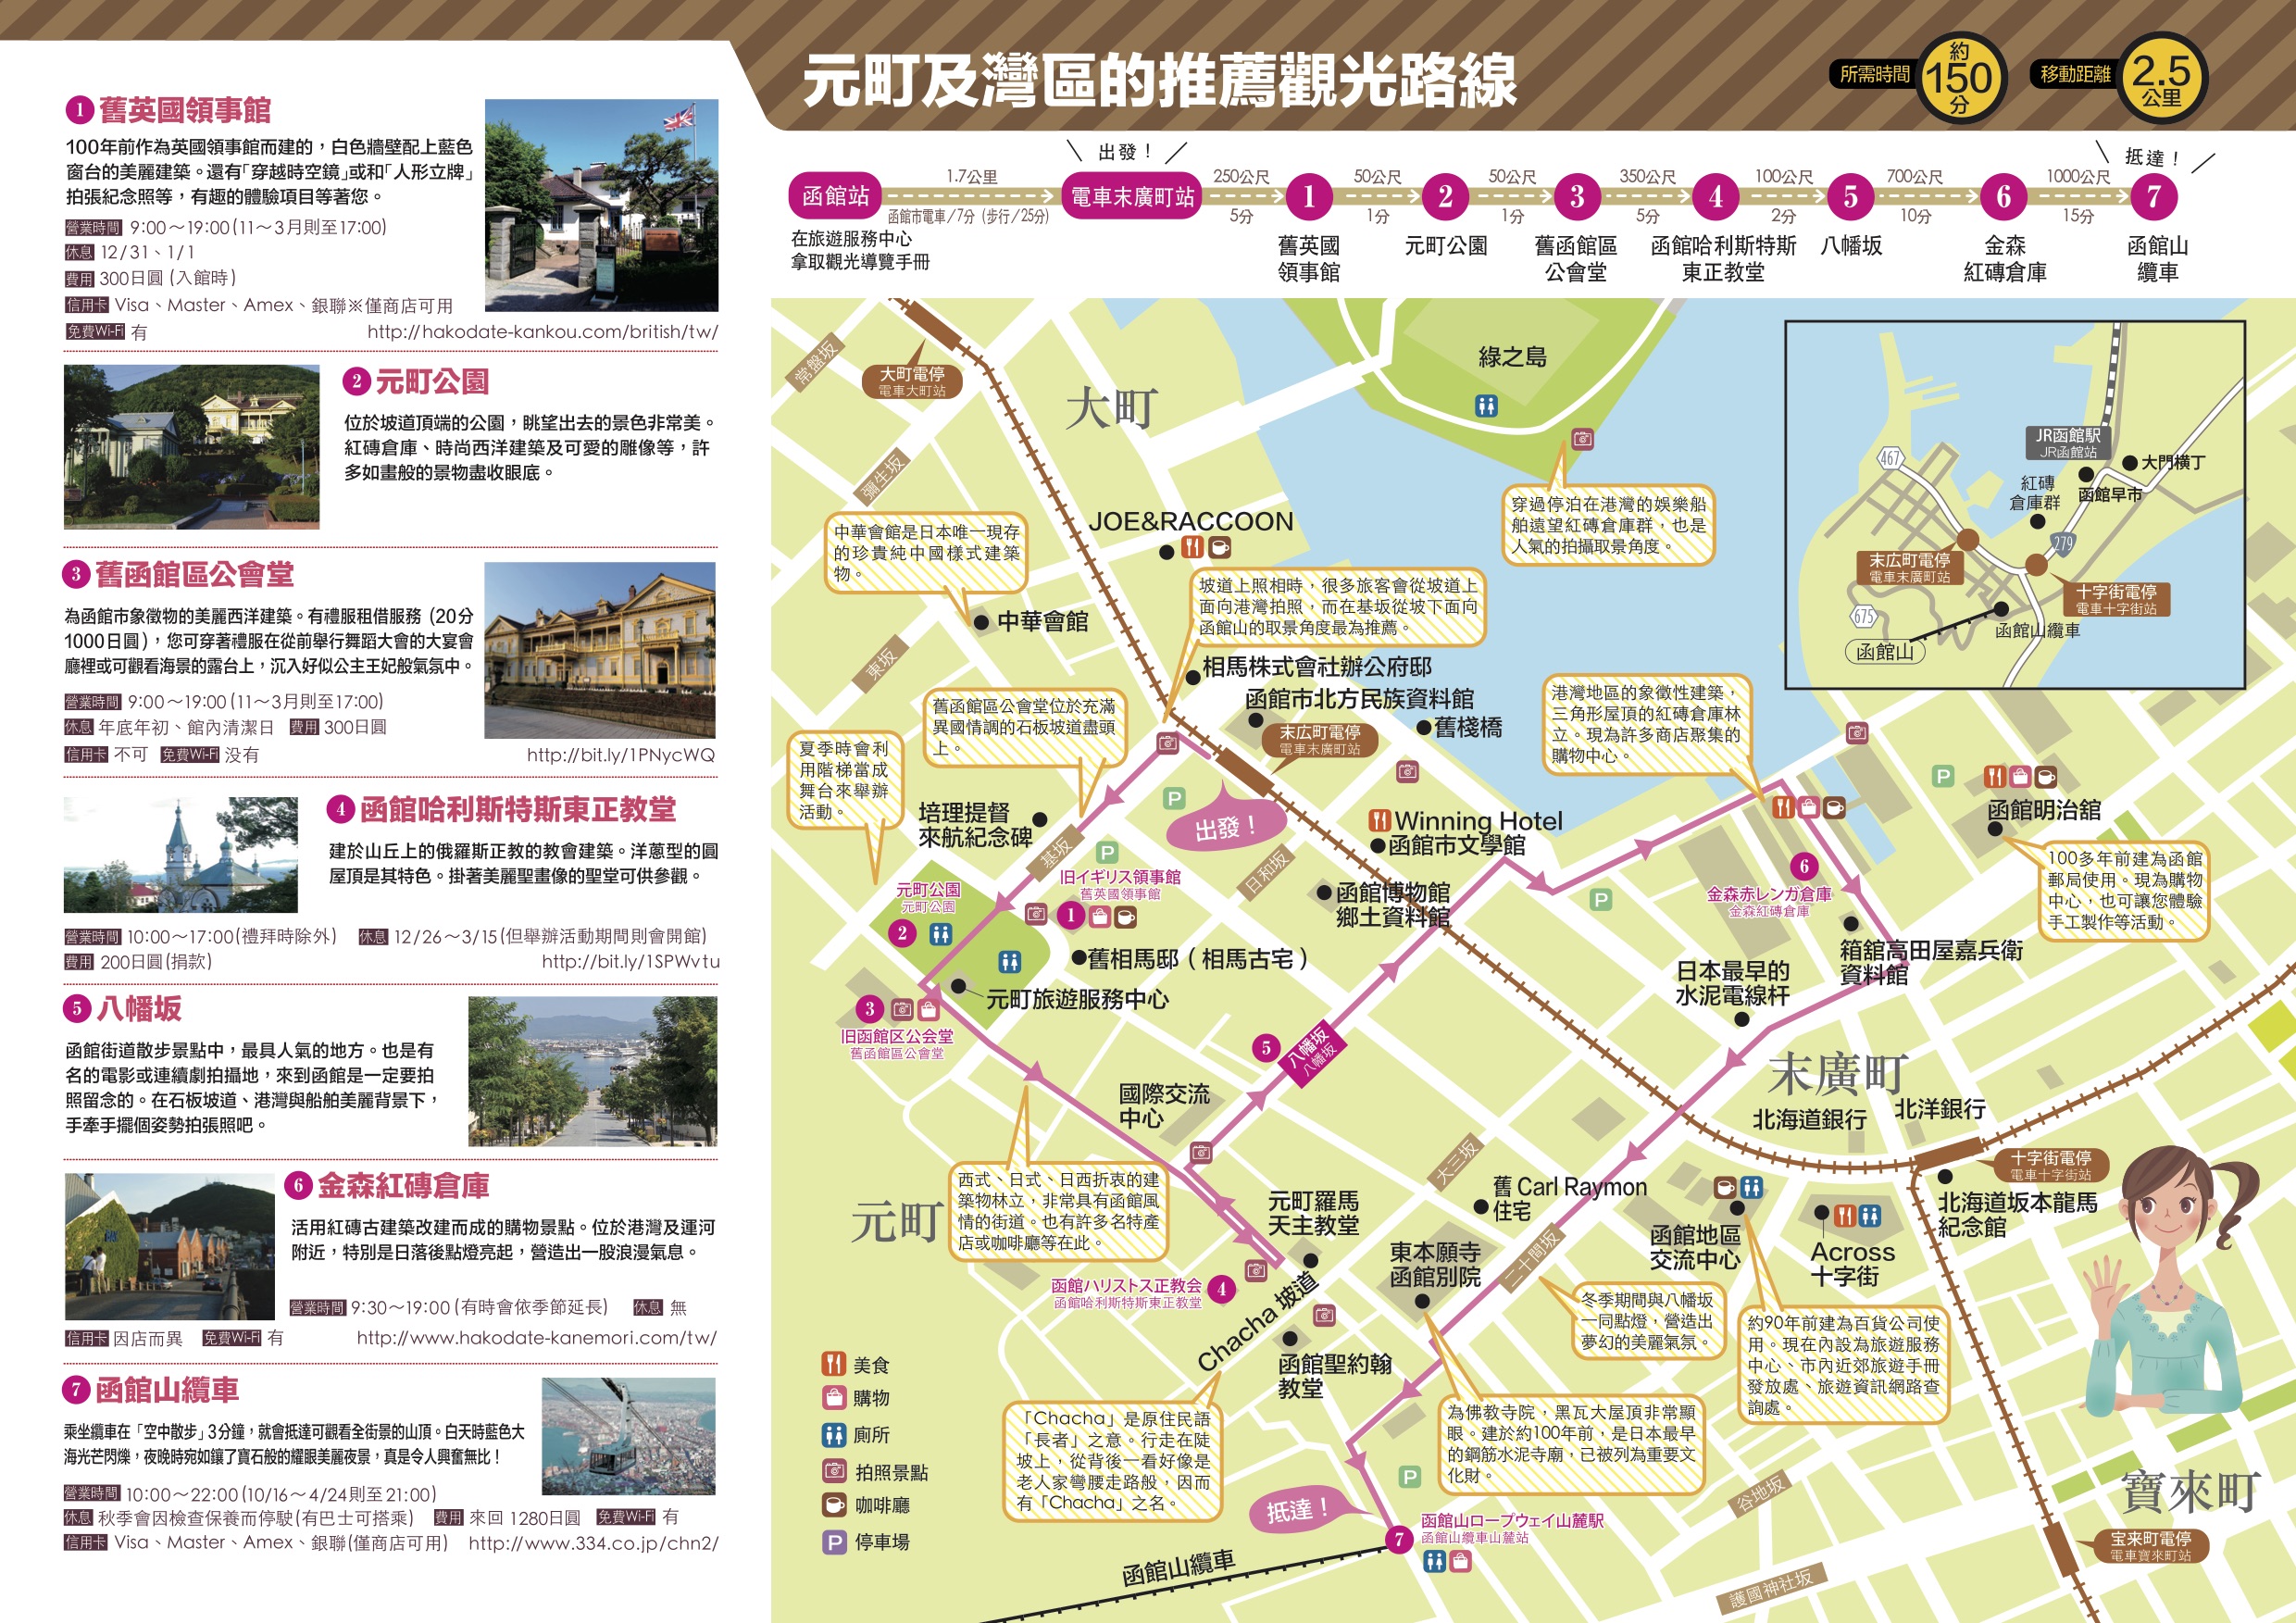 元町及灣區的推薦觀光路線
所需時間
約
150
分
移動距離
2.5
公里
函館站
1.7公里
函館市電車／7分（步行／25分）
在旅遊服務中心
拿取觀光導覽手冊
出發！
電車末廣町站
250公尺
5分
1
舊英國
領事館
50公尺
1分
2
元町公園
50公尺
1分
3
舊函館區
公會堂
350公尺
5分
4
函館哈利斯特斯
東正教堂
100公尺
2分
5
八幡坂
700公尺
10分
6
金森
紅磚倉庫
1000公尺
15分
抵達！
7
函館山
纜車
1 舊英國領事館
100年前作為英國領事館而建的，白色牆壁配上藍色
窗台的美麗建築。還有「穿越時空鏡」或和「人形立牌」
拍張紀念照等，有趣的體驗項目等著您。
營業時間 9:00～19:00(11～3月則至17:00)
休息 12/31、1/1
費用 300日圓 (入館時)
信用卡 Visa、Master、Amex、銀聯※僅商店可用
免費Wi-Fi 有 http://hakodate-kankou.com/british/tw/
2 元町公園
位於坡道頂端的公園，眺望出去的景色非常美。
紅磚倉庫、時尚西洋建築及可愛的雕像等，許
多如畫般的景物盡收眼底。
3 舊函館區公會堂
為函館市象徵物的美麗西洋建築。有禮服租借服務 (20分
1000日圓)，您可穿著禮服在從前舉行舞蹈大會的大宴會
廳裡或可觀看海景的露台上，沉入好似公主王妃般氣氛中。
營業時間 9:00～19:00 (11～3月則至17:00)
休息 年底年初、館內清潔日 費用 300日圓
信用卡 不可 免費Wi-Fi 没有 http://bit.ly/1PNycWQ
4 函館哈利斯特斯東正教堂
建於山丘上的俄羅斯正教的教會建築。洋蔥型的圓
屋頂是其特色。掛著美麗聖畫像的聖堂可供參觀。
營業時間 10:00～17:00(禮拜時除外) 休息 12/26～3/15(但舉辦活動期間則會開館)
費用 200日圓(捐款) http://bit.ly/1SPWvtu
5 八幡坂
函館街道散步景點中，最具人氣的地方。也是有
名的電影或連續劇拍攝地，來到函館是一定要拍
照留念的。在石板坡道、港灣與船舶美麗背景下，
手牽手擺個姿勢拍張照吧。
6 金森紅磚倉庫
活用紅磚古建築改建而成的購物景點。位於港灣及運河
附近，特別是日落後點燈亮起，營造出一股浪漫氣息。
營業時間 9:30～19:00 (有時會依季節延長) 休息 無
信用卡 因店而異 免費Wi-Fi 有 http://www.hakodate-kanemori.com/tw/
7 函館山纜車
乘坐纜車在「空中散步」3分鐘，就會抵達可觀看全街景的山頂。白天時藍色大
海光芒閃爍，夜晚時宛如鑲了寶石般的耀眼美麗夜景，真是令人興奮無比！
營業時間 10:00～22:00 (10/16～4/24則至21:00)
休息 秋季會因檢查保養而停駛(有巴士可搭乘) 費用 來回 1280日圓 免費Wi-Fi 有
信用卡 Visa、Master、Amex、銀聯(僅商店可用) http://www.334.co.jp/chn2/
常盤坂
大町電停
電車大町站
大町
綠之島
彌生坂
穿過停泊在港灣的娛樂船
舶遠望紅磚倉庫群，也是
人氣的拍攝取景角度。
JOE&RACCOON
中華會館是日本唯一現存
的珍貴純中國樣式建築
物。
中華會館
坡道上照相時，很多旅客會從坡道上
面向港灣拍照，而在基坂從坡下面向
函館山的取景角度最為推薦。
東坂
相馬株式會社辦公府邸
函館市北方民族資料館
舊棧橋
末広町電停
電車末廣町站
舊函館區公會堂位於充滿
異國情調的石板坡道盡頭
上。
夏季時會利
用階梯當成
舞台來舉辦
活動。
港灣地區的象徵性建築，
三角形屋頂的紅磚倉庫林
立。現為許多商店聚集的
購物中心。
培理提督
來航紀念碑
P
出發！
Winning Hotel
函館市文學館
P
基坂
日和坂
旧イギリス領事館
舊英國領事館
1
元町公園
元町公園
2
函館博物館
鄉土資料館
舊相馬邸（相馬古宅）
元町旅遊服務中心
3
旧函館区公会堂
舊函館區公會堂
P
6
金森赤レンガ倉庫
金森紅磚倉庫
P
函館明治館
100多年前建為函館
郵局使用。現為購物
中心，也可讓您體驗
手工製作等活動。
箱舘高田屋嘉兵衛
資料館
日本最早的
水泥電線杆
5
八幡坂
八幡坂
末廣町
國際交流
中心
北海道銀行
北洋銀行
十字街電停
電車十字街站
北海道坂本龍馬
紀念館
元町
西式、日式、日西折衷的建
築物林立，非常具有函館風
情的街道。也有許多名特產
店或咖啡廳等在此。
大三坂
舊 Carl Raymon
住宅
元町羅馬
天主教堂
東本願寺
函館別院
二十間坂
函館地區
交流中心
Across
十字街
函館ハリストス正教会
函館哈利斯特斯東正教堂
4
Chacha 坡道
函館聖約翰
教堂
冬季期間與八幡坂
一同點燈，營造出
夢幻的美麗氣氛。
約90年前建為百貨公司使
用。現在內設為旅遊服務
中心、市內近郊旅遊手冊
發放處、旅遊資訊網路查
詢處。
「Chacha」是原住民語
「長者」之意。行走在陡
坡上，從背後一看好像是
老人家彎腰走路般，因而
有「Chacha」之名。
為佛教寺院，黑瓦大屋頂非常顯
眼。建於約100年前，是日本最早
的鋼筋水泥寺廟，已被列為重要文
化財。
P
抵達！
7
函館山ロープウェイ山麓駅
函館山纜車山麓站
函館山纜車
谷地坂
護國神社坂
寶來町
宝来町電停
電車寶來町站
美食
購物
廁所
拍照景點
咖啡廳
P 停車場
467
JR函館駅
JR函館站
大門橫丁
函館早市
紅磚
倉庫群
279
末広町電停
電車末廣町站
十字街電停
電車十字街站
675
函館山纜車
函館山